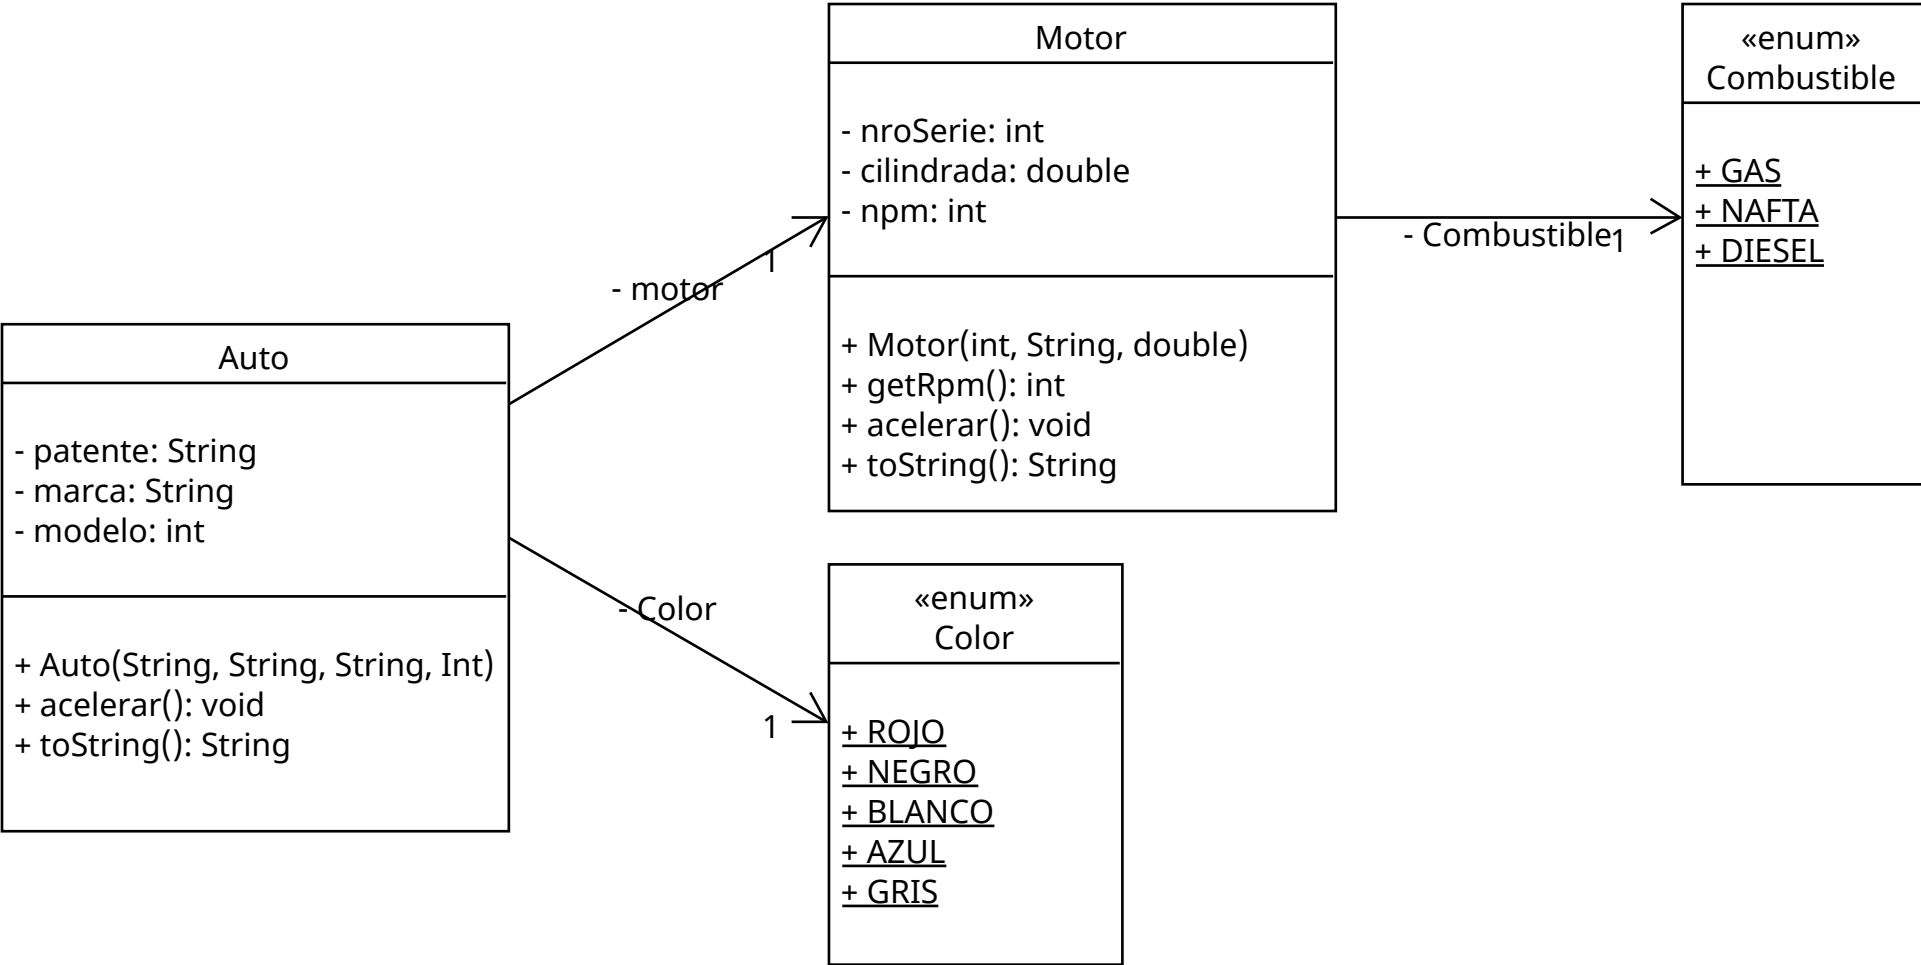 Motor
- nroSerie: int
- cilindrada: double
- npm: int
+ Motor(int, String, double)
+ getRpm(): int
+ acelerar(): void
+ toString(): String
«enum»
Combustible
+ GAS
+ NAFTA
+ DIESEL
- Combustible
1
- motor
1
Auto
- patente: String
- marca: String
- modelo: int
+ Auto(String, String, String, Int)
+ acelerar(): void
+ toString(): String
- Color
1
«enum»
Color
+ ROJO
+ NEGRO
+ BLANCO
+ AZUL
+ GRIS